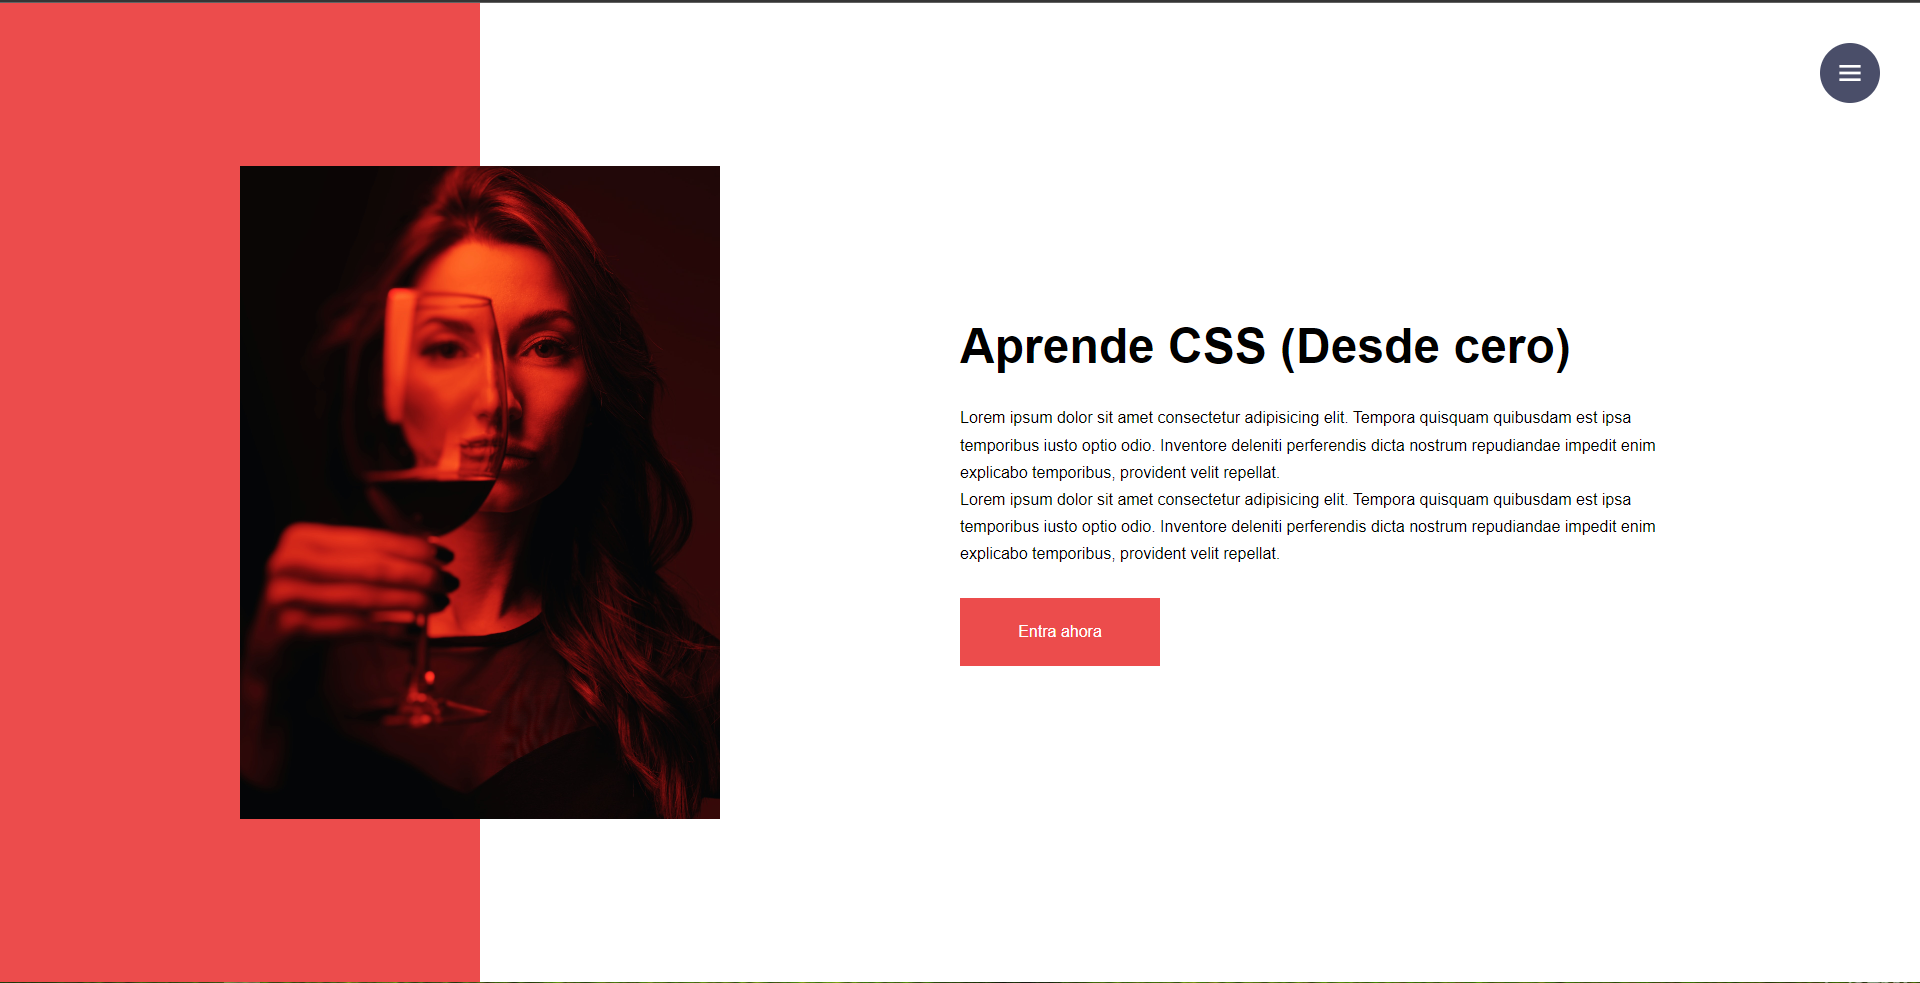 Aprende CSS (Desde cero)
Lorem ipsum dolor sit amet consectetur adipisicing elit. Tempora quisquam quibusdam est ipsa
temporibus iusto optio odio. Inventore deleniti perferendis dicta nostrum repudiandae impedit enim
explicabo temporibus, provident velit repellat.
Lorem ipsum dolor sit amet consectetur adipisicing elit. Tempora quisquam quibusdam est ipsa
temporibus iusto optio odio. Inventore deleniti perferendis dicta nostrum repudiandae impedit enim
explicabo temporibus, provident velit repellat.
Entra ahora